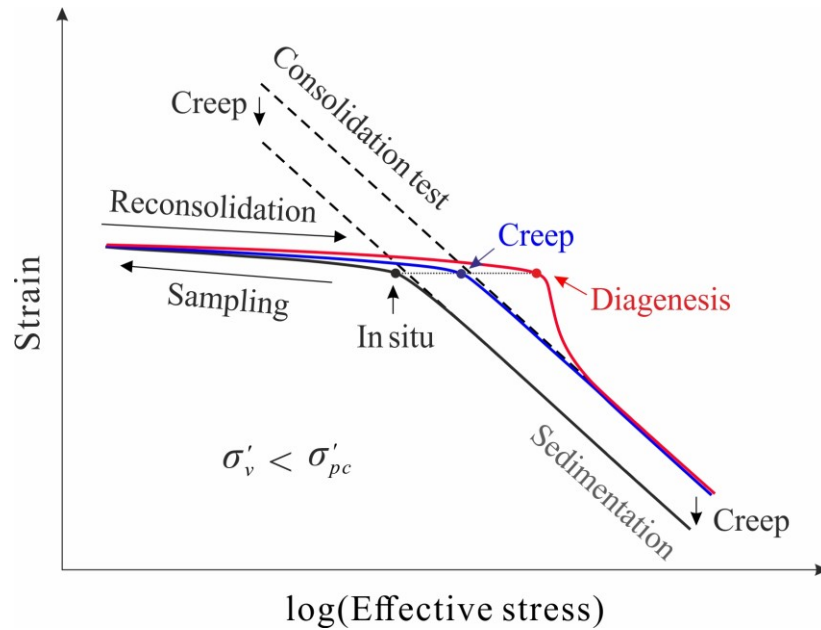 Consolidation test
Creep
Reconsolidation
Creep
Sampling
Diagenesis
In situ
Strain
Sedimentation
σ′v < σ′pc
Creep
log(Effective stress)